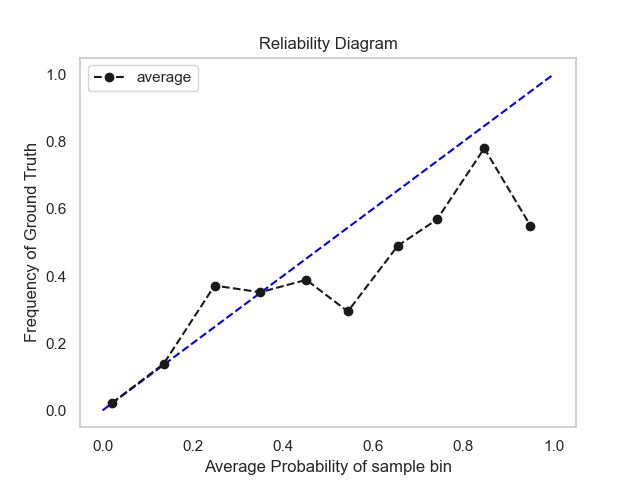 Reliability Diagram
average
Frequency of Ground Truth
1.0
0.8
0.6
0.4
0.2
0.0
0.0 0.2 0.4 0.6 0.8 1.0
Average Probability of sample bin